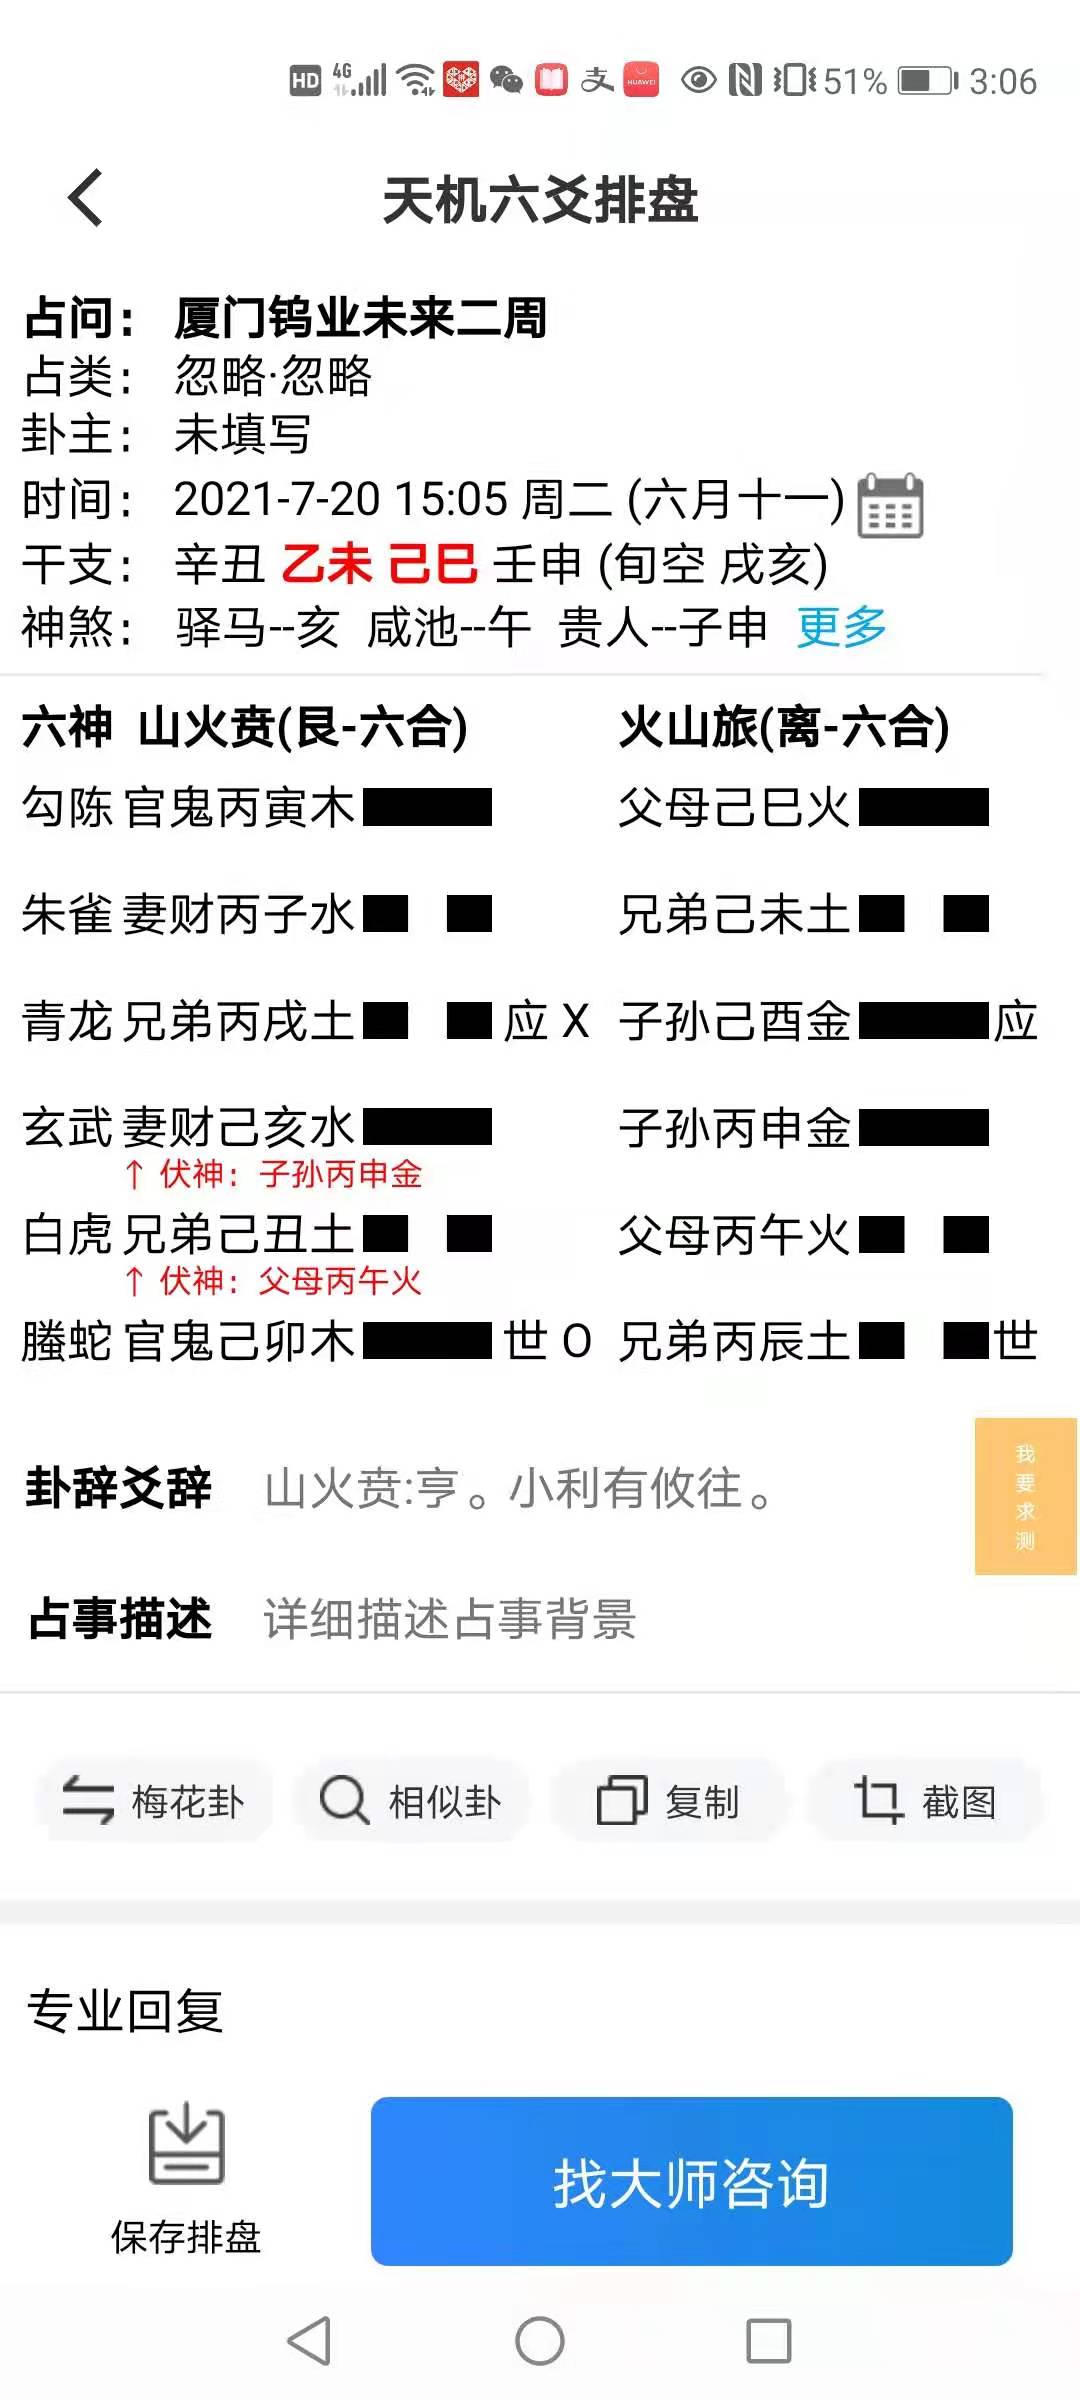 HD 4G 支 HUAWEI 51% 3:06
天机六爻排盘
占问： 厦门钨业未来二周
占类： 忽略·忽略
卦主： 未填写
时间： 2021-7-20 15:05 周二 (六月十一)
干支： 辛丑 乙未 己巳 壬申 (旬空 戌亥)
神煞： 驿马--亥 咸池--午 贵人--子申 更多
六神 山火贲(艮-六合) 火山旅(离-六合)
勾陈 官鬼丙寅木 父母己巳火
朱雀 妻财丙子水 兄弟己未土
青龙 兄弟丙戌土 应 X 子孙己酉金 应
玄武 妻财己亥水 子孙丙申金
↑ 伏神：子孙丙申金
白虎 兄弟己丑土 父母丙午火
↑ 伏神：父母丙午火
螣蛇 官鬼己卯木 世 O 兄弟丙辰土 世
卦辞爻辞 山火贲:亨。小利有攸往。
我
要
求
测
占事描述 详细描述占事背景
梅花卦 相似卦 复制 截图
专业回复
找大师咨询
保存排盘